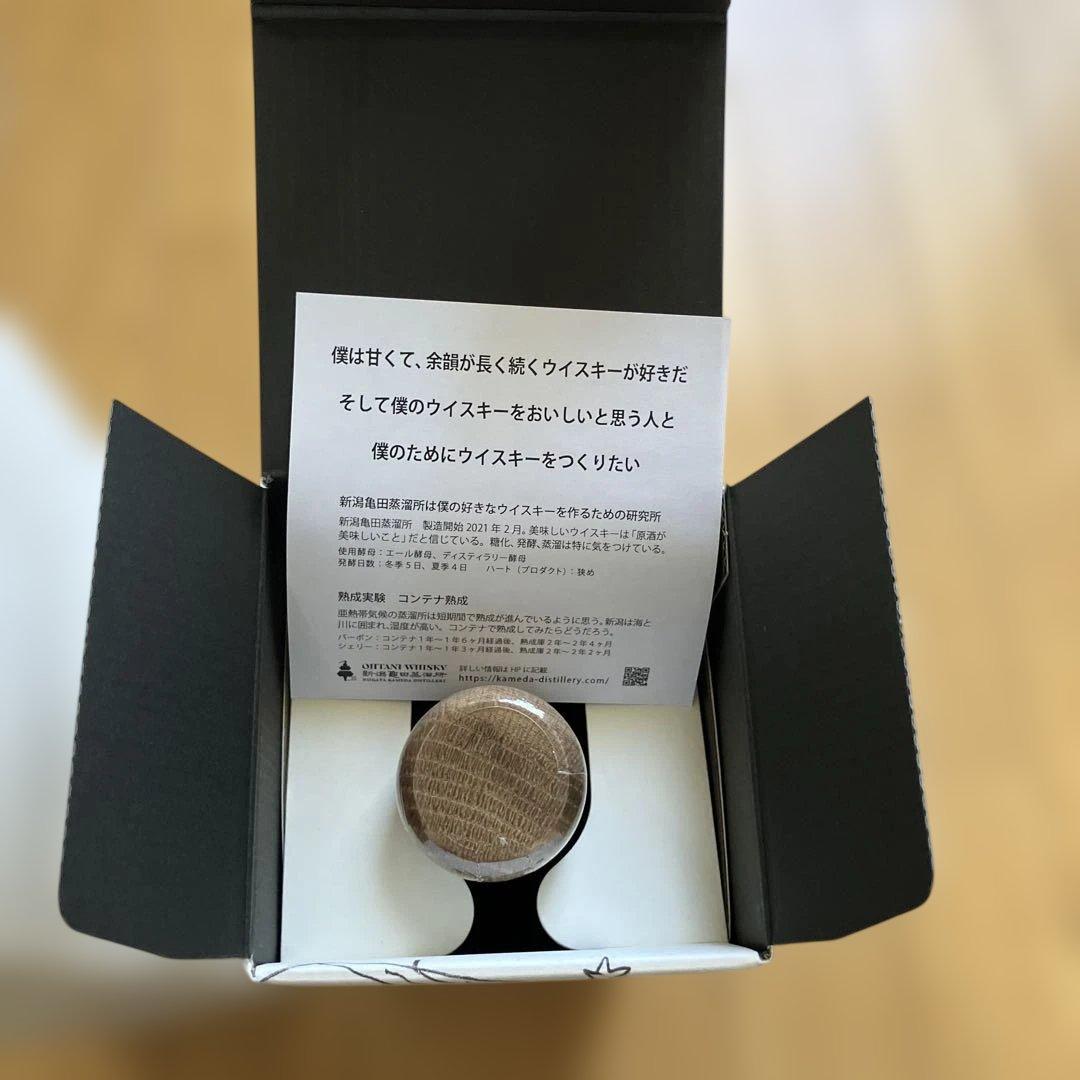 僕は甘くて、余韻が長く続くウイスキーが好きだ
そして僕のウイスキーをおいしいと思う人と
僕のためにウイスキーをつくりたい
新潟亀田蒸溜所は僕の好きなウイスキーを作るための研究所
新潟亀田蒸溜所　製造開始2021年2月。美味しいウイスキーは「原酒が
美味しいこと」だと信じている。糖化、発酵、蒸溜は特に気をつけている。
使用酵母：エール酵母、ディスティラリー酵母
発酵日数：冬季5日、夏季4日　ハート（プロダクト）：狭め
熟成実験　コンテナ熟成
亜熱帯気候の蒸溜所は短期間で熟成が進んでいるように思う。新潟は海と
川に囲まれ、湿度が高い。コンテナで熟成してみたらどうだろう。
バーボン：コンテナ1年～1年6ヶ月経過後、熟成庫2年～2年4ヶ月
シェリー：コンテナ1年～1年3ヶ月経過後、熟成庫2年～2年2ヶ月
OHTANI WHISKY
新潟亀田蒸溜所
NIIGATA KAMEDA DISTILLERY
詳しい情報はHPに記載
https://kameda-distillery.com/